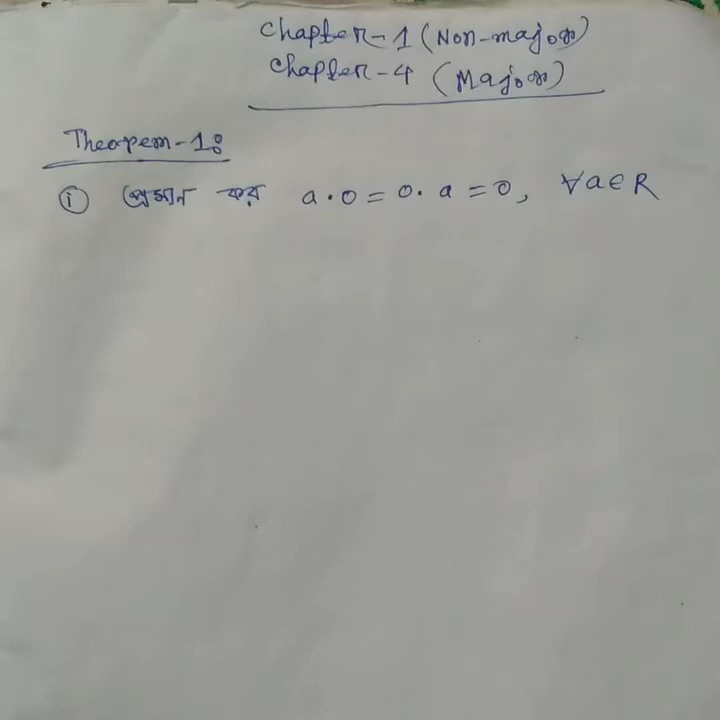 Chapter-1 (Non-major)
Chapter-4 (Major)
Theorem-1:
(i) প্রমান কর a·0=0·a=0, ∀a∈R